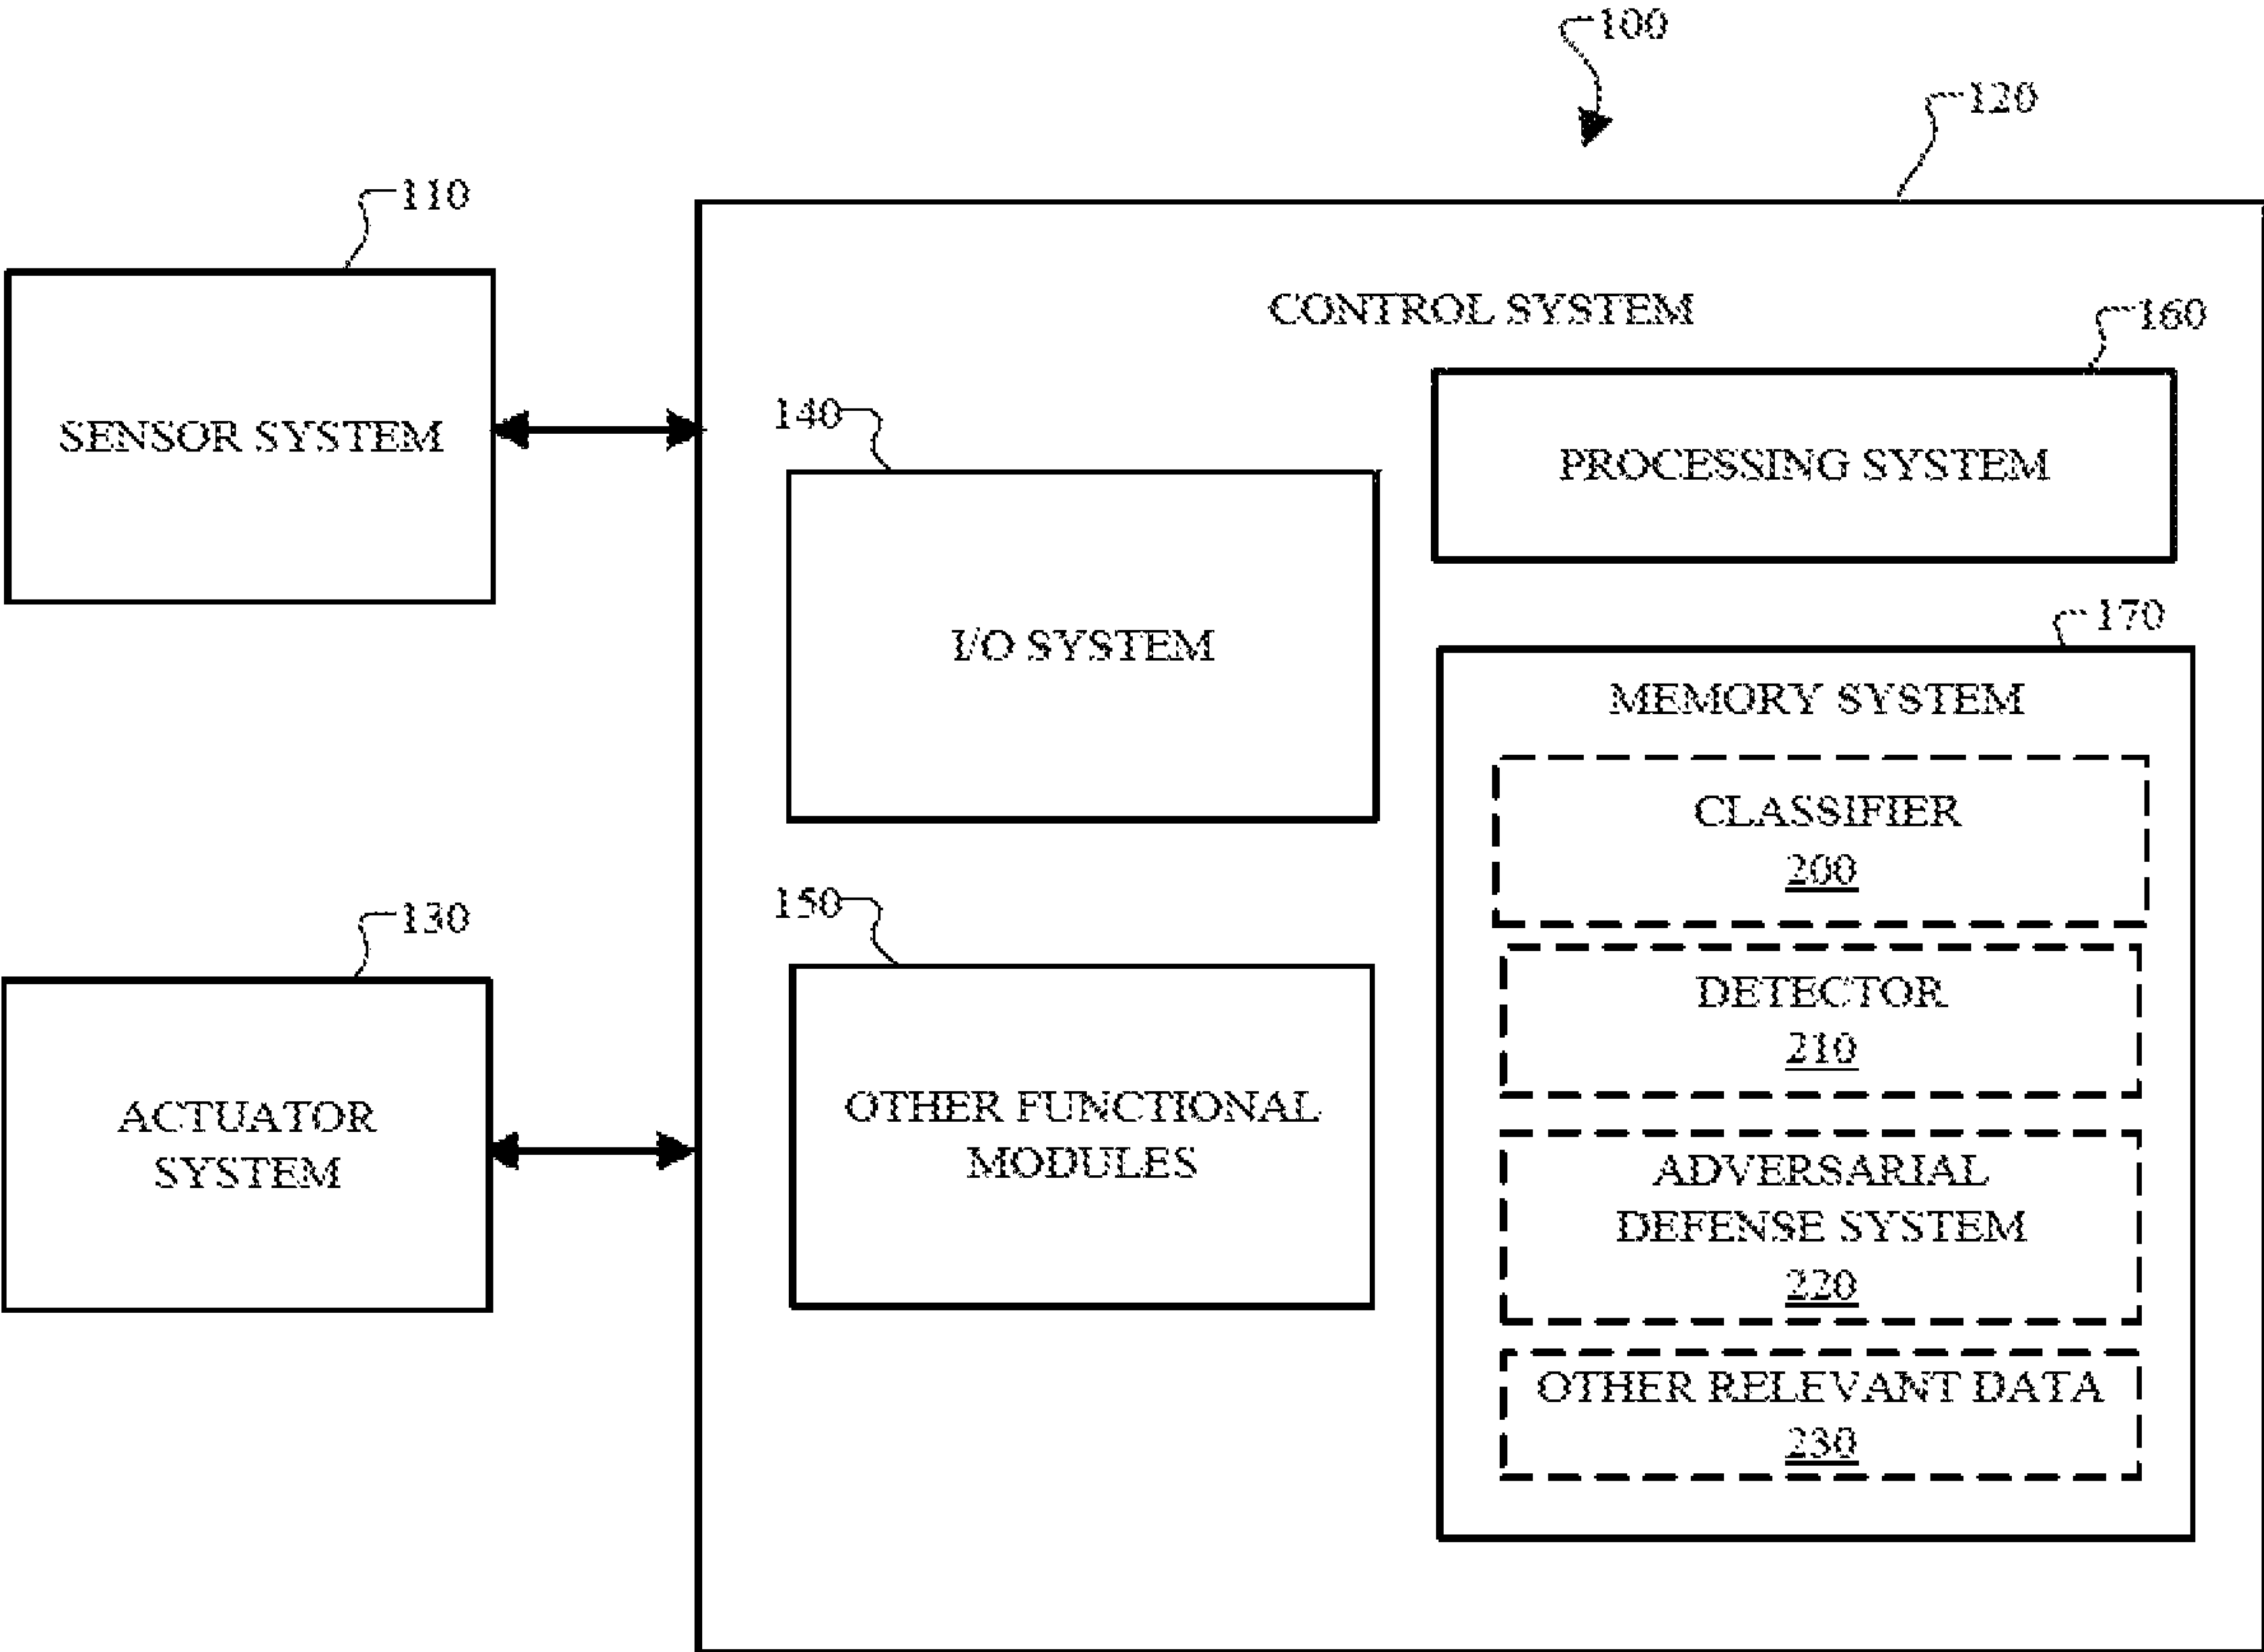 100
120
110
SENSOR SYSTEM
CONTROL SYSTEM
160
PROCESSING SYSTEM
140
I/O SYSTEM
170
MEMORY SYSTEM
CLASSIFIER
200
DETECTOR
210
ADVERSARIAL
DEFENSE SYSTEM
220
OTHER RELEVANT DATA
230
150
OTHER FUNCTIONAL
MODULES
130
ACTUATOR
SYSTEM